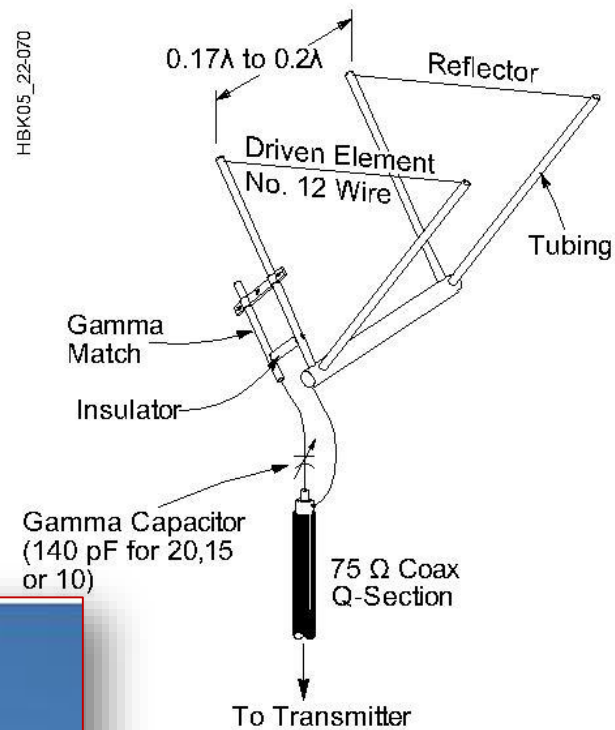 HBK05_22-070
0.17λ to 0.2λ
Reflector
Driven Element
No. 12 Wire
Tubing
Gamma
Match
Insulator
Gamma Capacitor
(140 pF for 20,15
or 10)
75 Ω Coax
Q-Section
To Transmitter